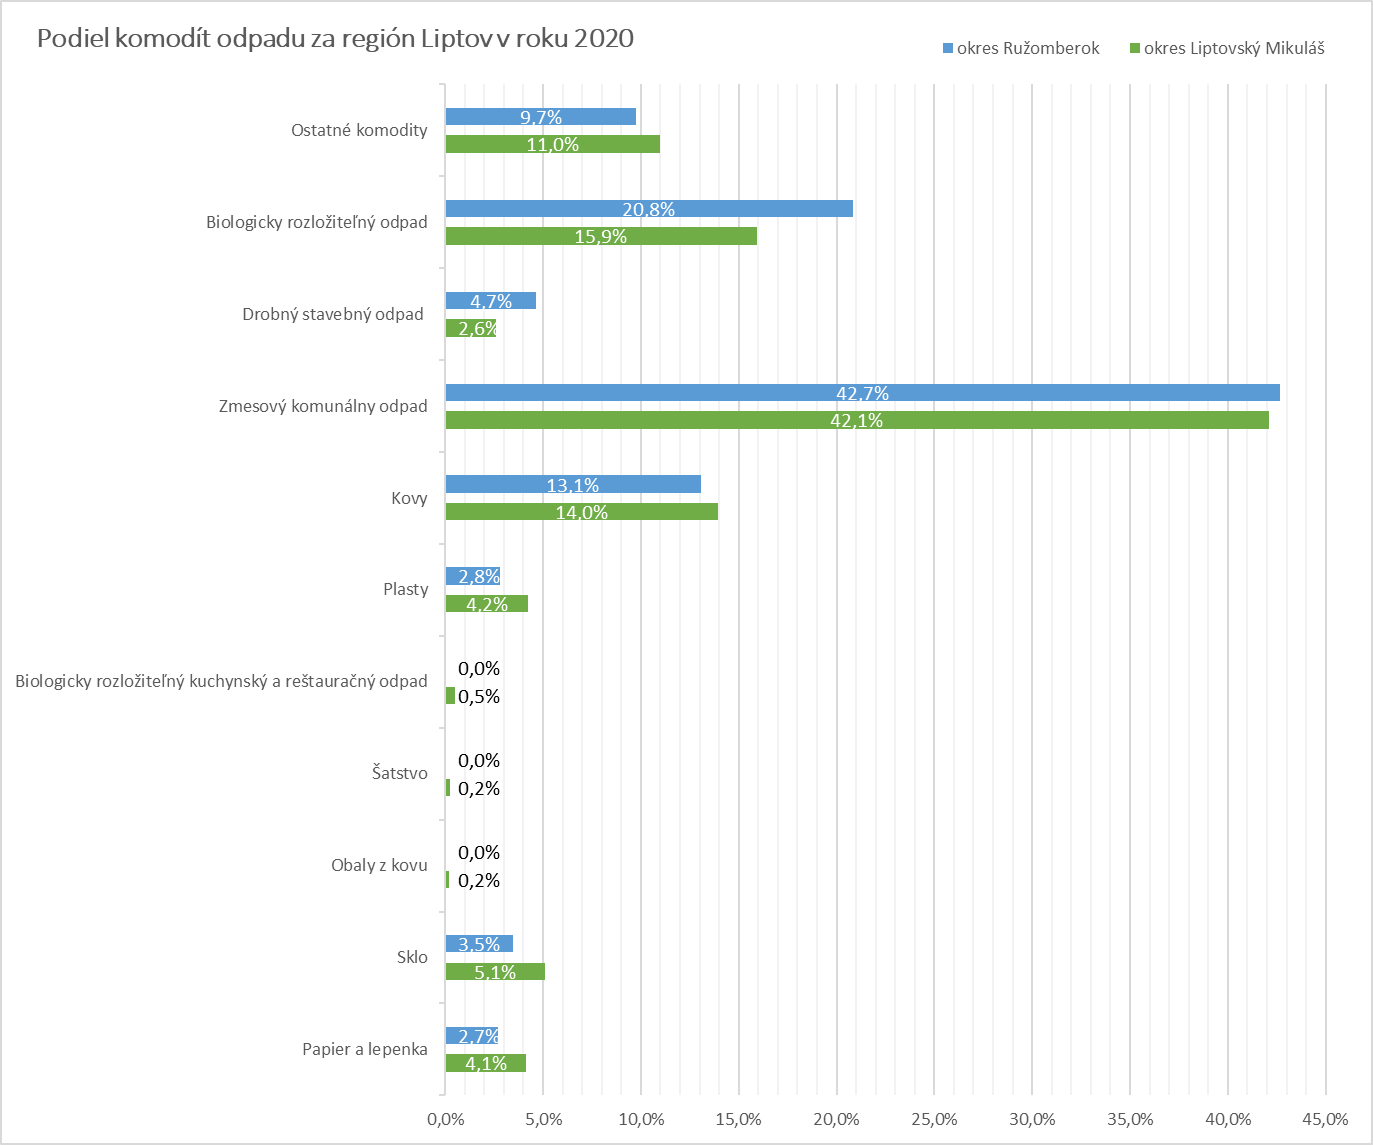 Podiel komodít odpadu za región Liptov v roku 2020
okres Ružomberok
okres Liptovský Mikuláš
Ostatné komodity
9,7%
11,0%
Biologicky rozložiteľný odpad
20,8%
15,9%
Drobný stavebný odpad
4,7%
2,6%
Zmesový komunálny odpad
42,7%
42,1%
Kovy
13,1%
14,0%
Plasty
2,8%
4,2%
Biologicky rozložiteľný kuchynský a reštauračný odpad
0,0%
0,5%
Šatstvo
0,0%
0,2%
Obaly z kovu
0,0%
0,2%
Sklo
3,5%
5,1%
Papier a lepenka
2,7%
4,1%
0,0% 5,0% 10,0% 15,0% 20,0% 25,0% 30,0% 35,0% 40,0% 45,0%